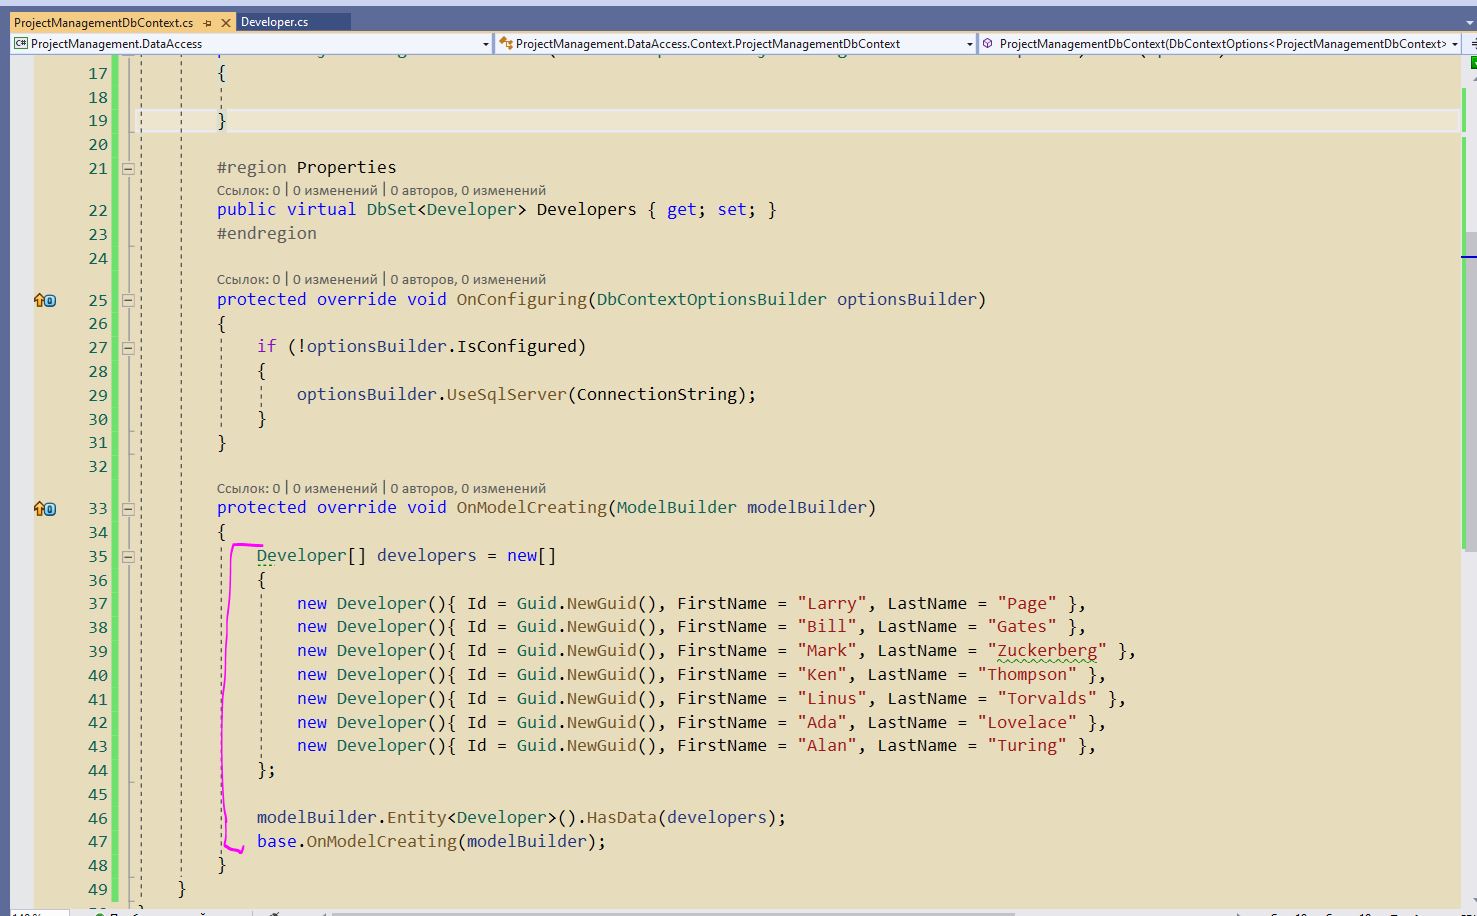 ProjectManagementDbContext.cs
Developer.cs
ProjectManagement.DataAccess
ProjectManagement.DataAccess.Context.ProjectManagementDbContext
ProjectManagementDbContext(DbContextOptions<ProjectManagementDbContext>
17 {
18
19 }
20
21 #region Properties
Ссылок: 0 | 0 изменений | 0 авторов, 0 изменений
22 public virtual DbSet<Developer> Developers { get; set; }
23 #endregion
24
Ссылок: 0 | 0 изменений | 0 авторов, 0 изменений
25 protected override void OnConfiguring(DbContextOptionsBuilder optionsBuilder)
26 {
27 if (!optionsBuilder.IsConfigured)
28 {
29 optionsBuilder.UseSqlServer(ConnectionString);
30 }
31 }
32
Ссылок: 0 | 0 изменений | 0 авторов, 0 изменений
33 protected override void OnModelCreating(ModelBuilder modelBuilder)
34 {
35 Developer[] developers = new[]
36 {
37 new Developer(){ Id = Guid.NewGuid(), FirstName = "Larry", LastName = "Page" },
38 new Developer(){ Id = Guid.NewGuid(), FirstName = "Bill", LastName = "Gates" },
39 new Developer(){ Id = Guid.NewGuid(), FirstName = "Mark", LastName = "Zuckerberg" },
40 new Developer(){ Id = Guid.NewGuid(), FirstName = "Ken", LastName = "Thompson" },
41 new Developer(){ Id = Guid.NewGuid(), FirstName = "Linus", LastName = "Torvalds" },
42 new Developer(){ Id = Guid.NewGuid(), FirstName = "Ada", LastName = "Lovelace" },
43 new Developer(){ Id = Guid.NewGuid(), FirstName = "Alan", LastName = "Turing" },
44 };
45
46 modelBuilder.Entity<Developer>().HasData(developers);
47 base.OnModelCreating(modelBuilder);
48 }
49 }